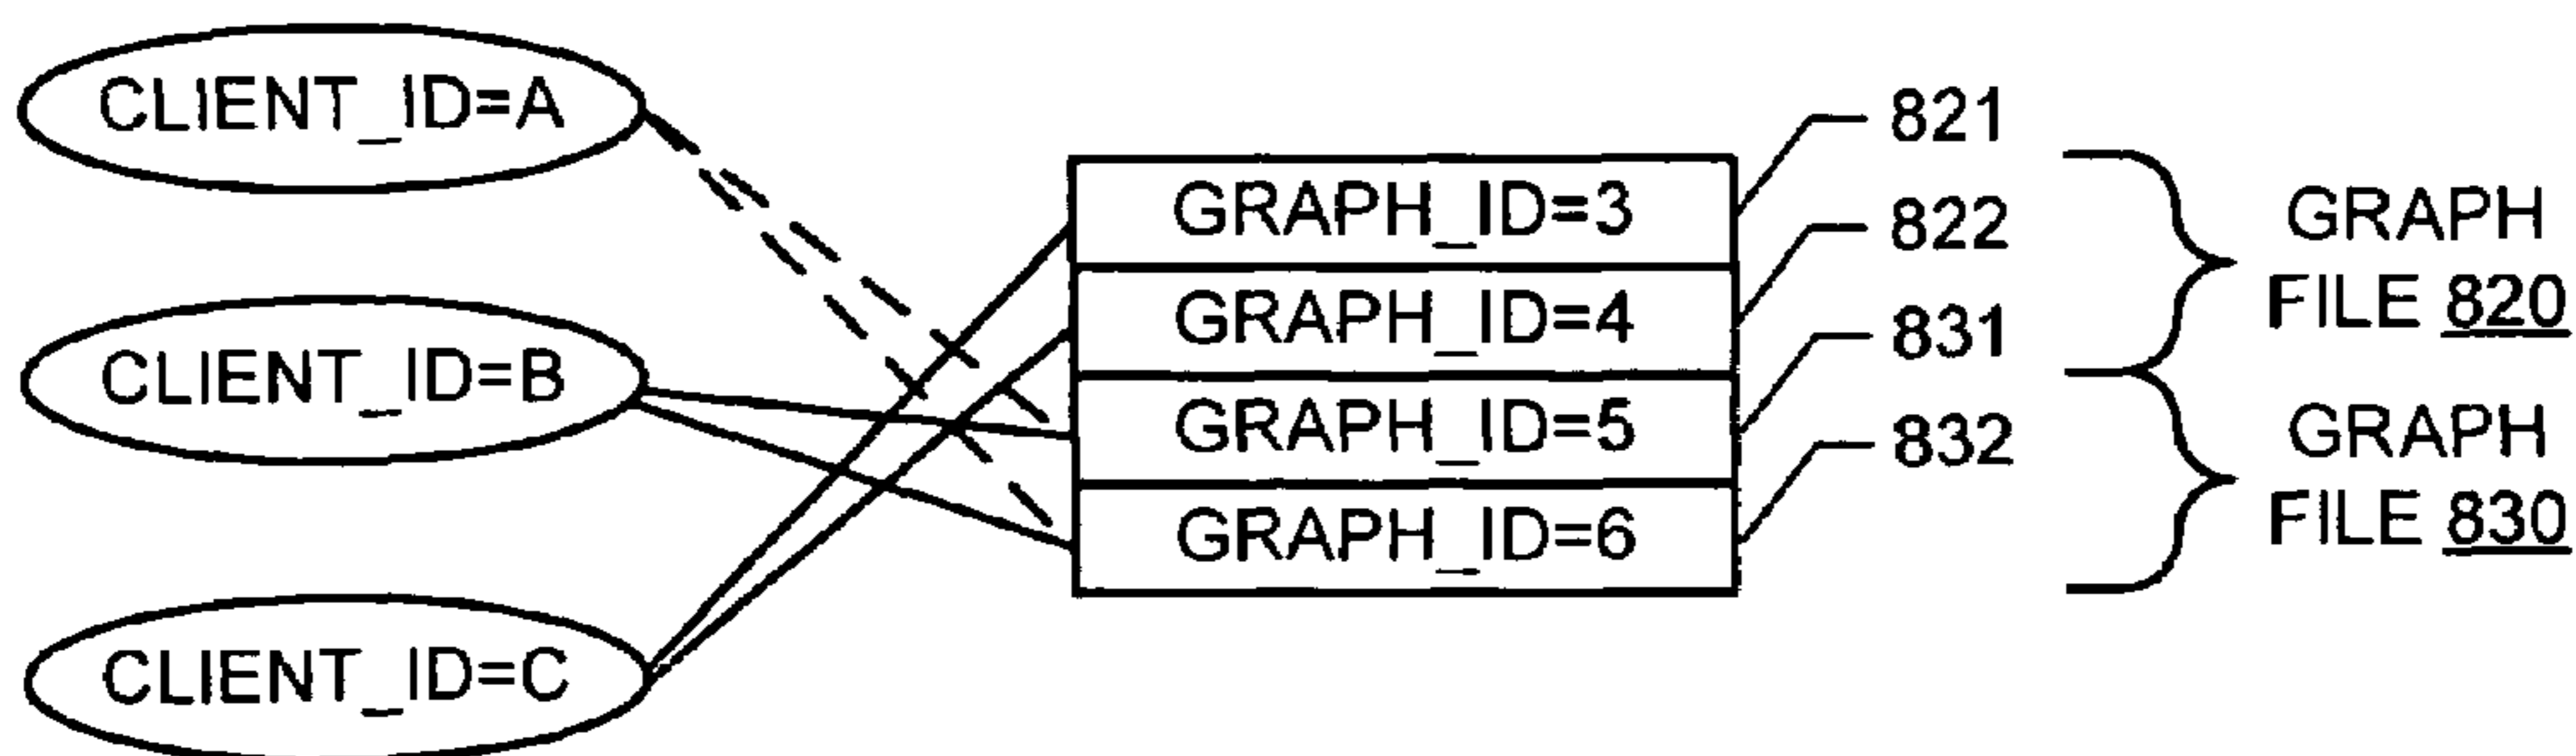 CLIENT_ID=A
CLIENT_ID=B
CLIENT_ID=C
GRAPH_ID=3
GRAPH_ID=4
GRAPH_ID=5
GRAPH_ID=6
821
822
831
832
GRAPH
FILE 820
GRAPH
FILE 830